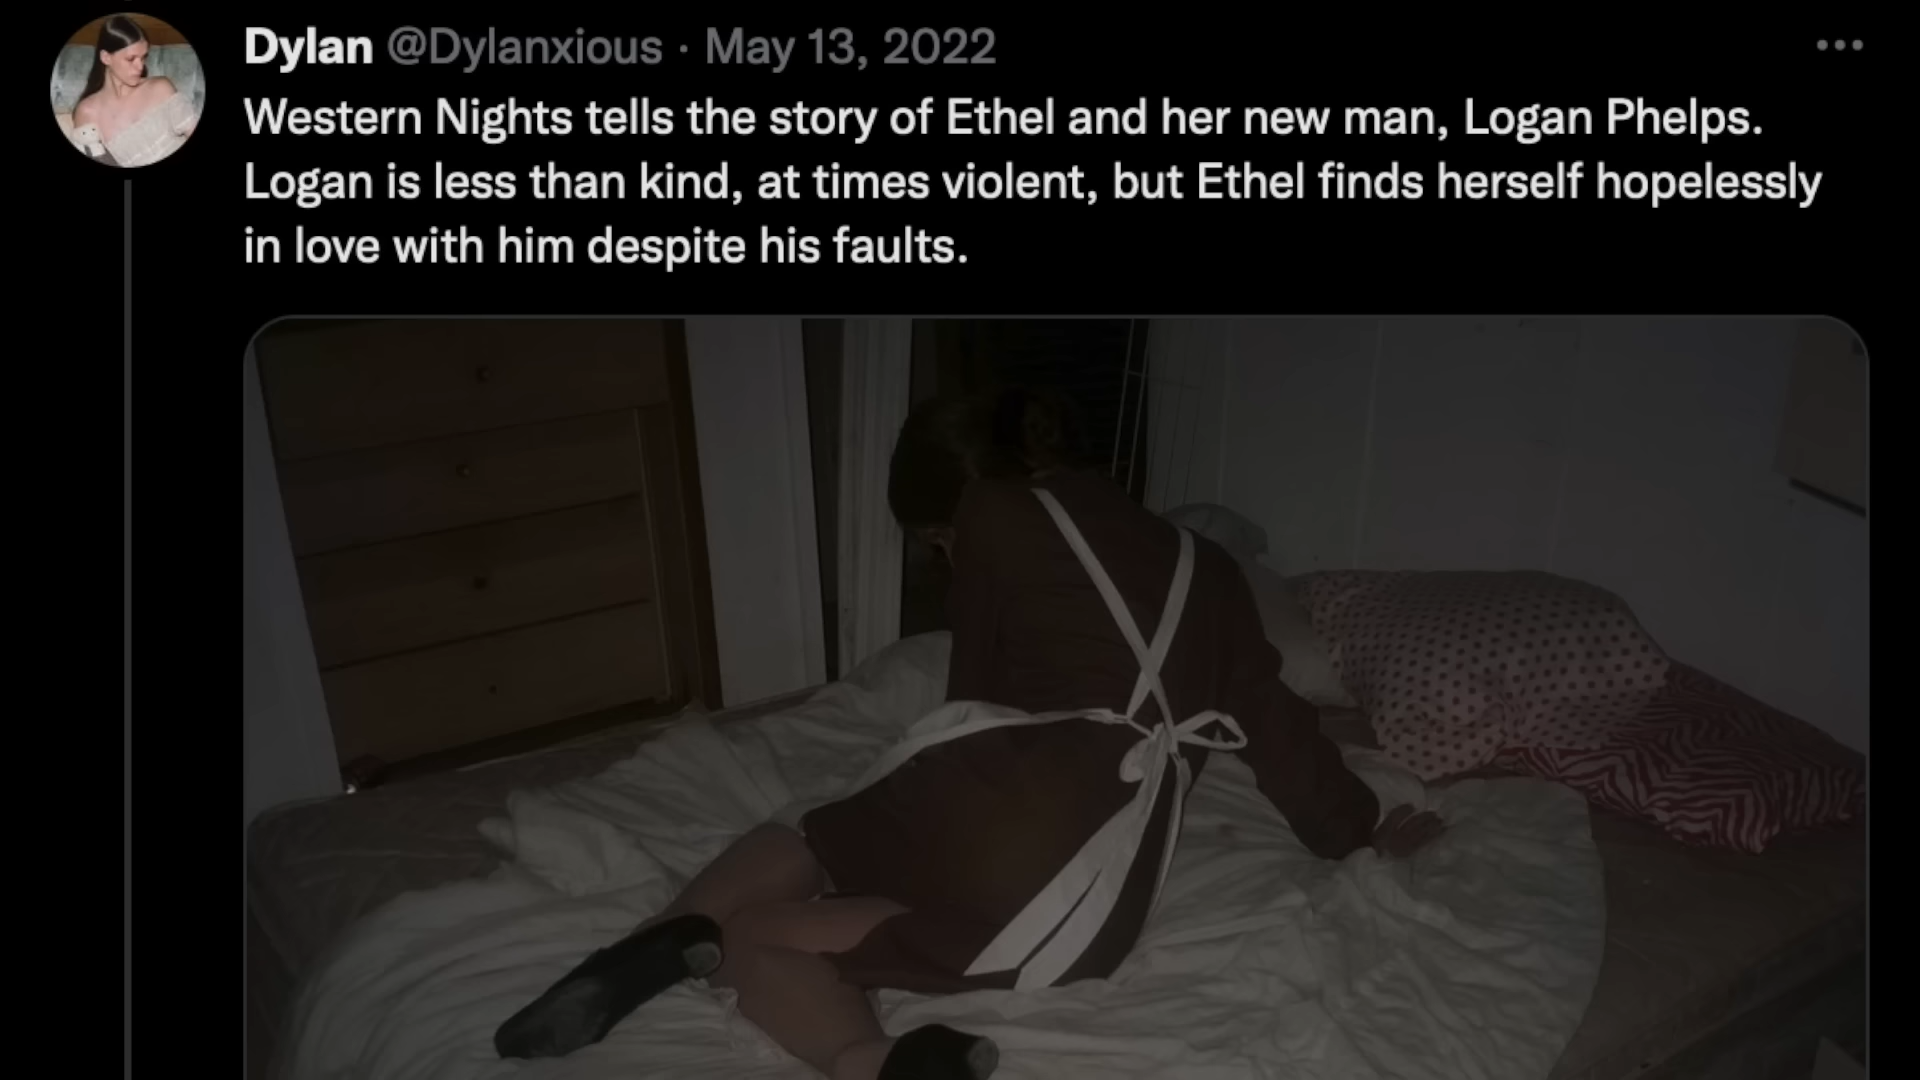 Dylan @Dylanxious · May 13, 2022
Western Nights tells the story of Ethel and her new man, Logan Phelps.
Logan is less than kind, at times violent, but Ethel finds herself hopelessly
in love with him despite his faults.